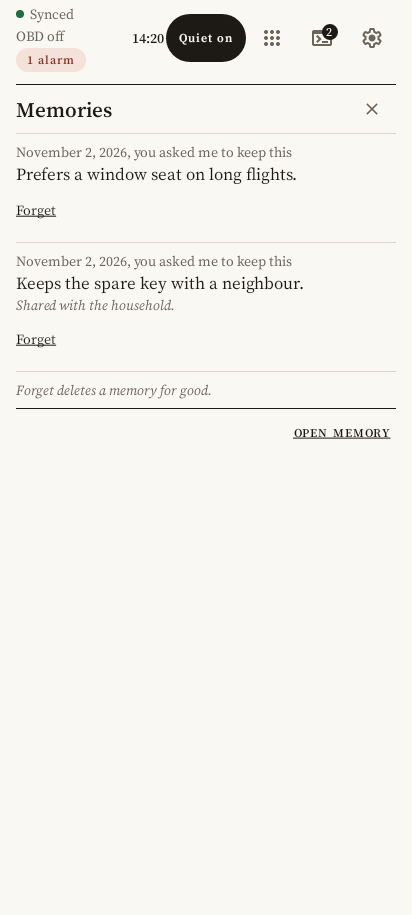 Synced
OBD off
1 alarm
14:20
Quiet on
2
Memories
November 2, 2026, you asked me to keep this
Prefers a window seat on long flights.
Forget
November 2, 2026, you asked me to keep this
Keeps the spare key with a neighbour.
Shared with the household.
Forget
Forget deletes a memory for good.
OPEN MEMORY